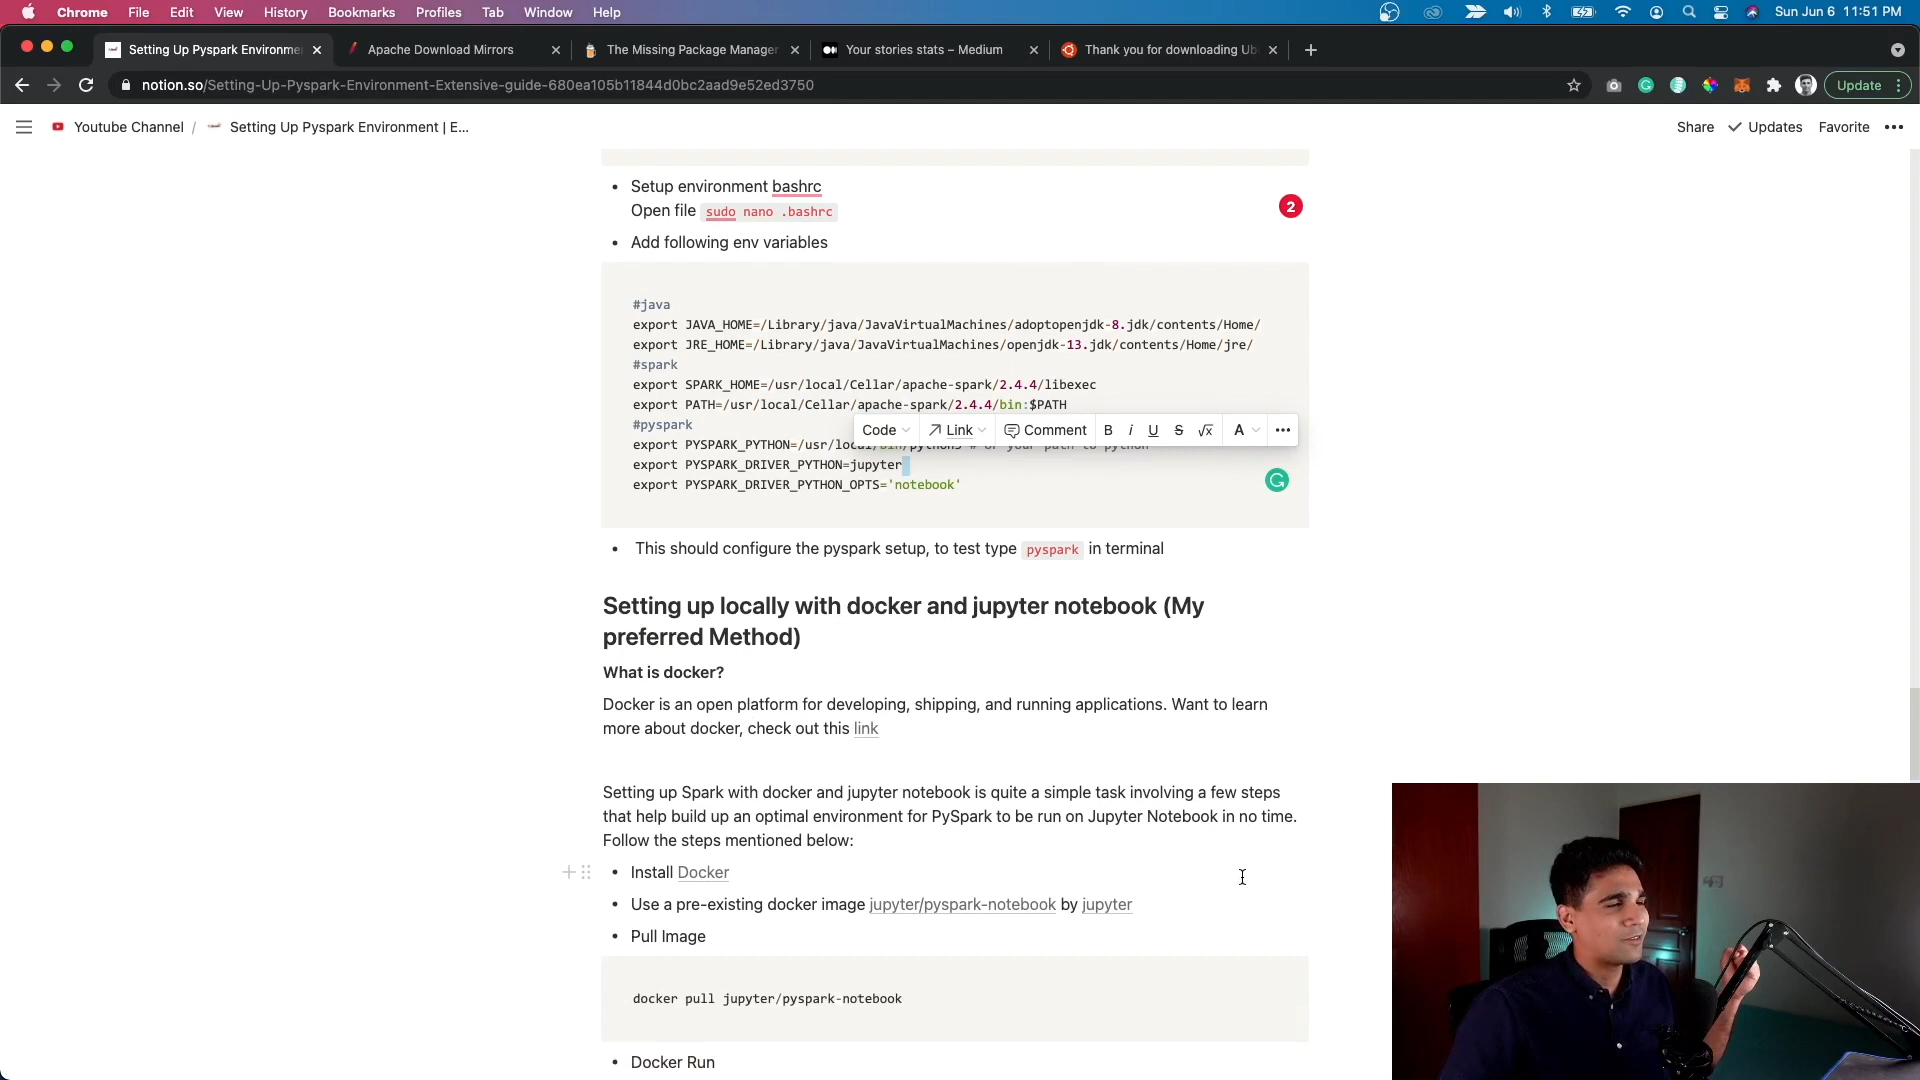 Chrome File Edit View History Bookmarks Profiles Tab Window Help Sun Jun 6 11:51 PM
Setting Up Pyspark Environme Apache Download Mirrors The Missing Package Manager Your stories stats – Medium Thank you for downloading Ub
notion.so/Setting-Up-Pyspark-Environment-Extensive-guide-680ea105b11844d0bc2aad9e52ed3750 Update
Youtube Channel / Setting Up Pyspark Environment | E... Share Updates Favorite
• Setup environment bashrc
Open file sudo nano .bashrc
2
• Add following env variables
#java
export JAVA_HOME=/Library/java/JavaVirtualMachines/adoptopenjdk-8.jdk/contents/Home/
export JRE_HOME=/Library/java/JavaVirtualMachines/openjdk-13.jdk/contents/Home/jre/
#spark
export SPARK_HOME=/usr/local/Cellar/apache-spark/2.4.4/libexec
export PATH=/usr/local/Cellar/apache-spark/2.4.4/bin:$PATH
#pyspark
Code Link Comment B i U S √x A
export PYSPARK_PYTHON=/usr/local/bin/python3 # or your path to python
export PYSPARK_DRIVER_PYTHON=jupyter
export PYSPARK_DRIVER_PYTHON_OPTS='notebook'
• This should configure the pyspark setup, to test type pyspark in terminal
Setting up locally with docker and jupyter notebook (My
preferred Method)
What is docker?
Docker is an open platform for developing, shipping, and running applications. Want to learn
more about docker, check out this link
Setting up Spark with docker and jupyter notebook is quite a simple task involving a few steps
that help build up an optimal environment for PySpark to be run on Jupyter Notebook in no time.
Follow the steps mentioned below:
• Install Docker
• Use a pre-existing docker image jupyter/pyspark-notebook by jupyter
• Pull Image
docker pull jupyter/pyspark-notebook
• Docker Run